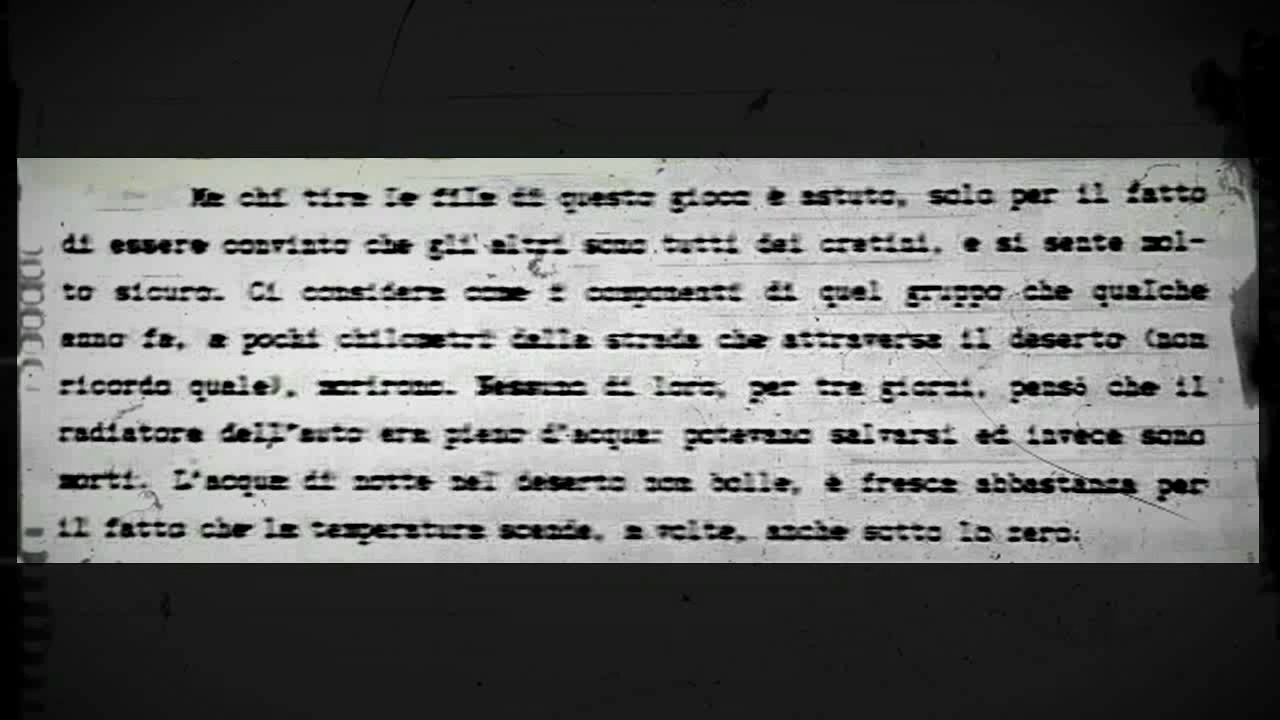 Ma chi tira le fila di questo gioco è astuto, solo per il fatto
di essere convinto che gli altri sono tutti dei cretini, e si sente mol-
to sicuro. Ci considera come i componenti di quel gruppo che qualche
anno fa, a pochi chilometri dalla strada che attraversa il deserto (non
ricordo quale), morirono. Nessuno di loro, per tre giorni, pensò che il
radiatore dell'auto era pieno d'acqua: potevano salvarsi ed invece sono
morti. L'acqua di notte nel deserto non bolle, è fresca abbastanza per
il fatto che la temperatura scende, a volte, anche sotto lo zero.